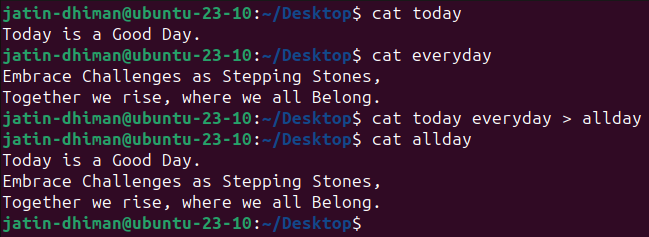 jatin-dhiman@ubuntu-23-10:~/Desktop$ cat today
Today is a Good Day.
jatin-dhiman@ubuntu-23-10:~/Desktop$ cat everyday
Embrace Challenges as Stepping Stones,
Together we rise, where we all Belong.
jatin-dhiman@ubuntu-23-10:~/Desktop$ cat today everyday > allday
jatin-dhiman@ubuntu-23-10:~/Desktop$ cat allday
Today is a Good Day.
Embrace Challenges as Stepping Stones,
Together we rise, where we all Belong.
jatin-dhiman@ubuntu-23-10:~/Desktop$